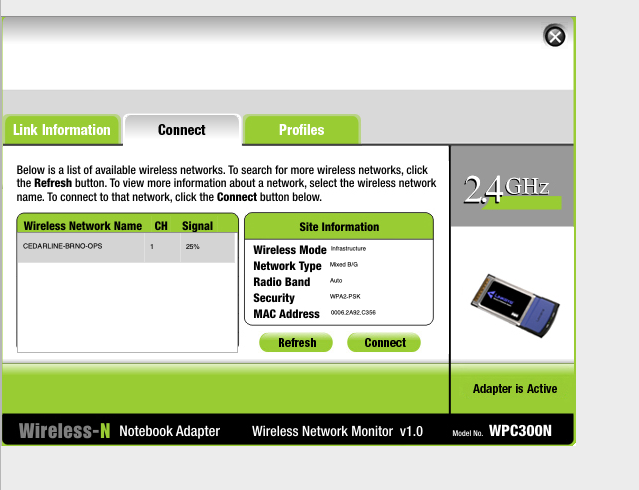 Link Information
Connect
Profiles
Below is a list of available wireless networks. To search for more wireless networks, click
the Refresh button. To view more information about a network, select the wireless network
name. To connect to that network, click the Connect button below.
2.4GHz
Wireless Network Name CH Signal
CEDARLINE-BRNO-OPS 1 25%
Site Information
Wireless Mode Infrastructure
Network Type Mixed B/G
Radio Band Auto
Security WPA2-PSK
MAC Address 0006.2A92.C356
Linksys
Refresh
Connect
Adapter is Active
Wireless-N Notebook Adapter Wireless Network Monitor v1.0 Model No. WPC300N